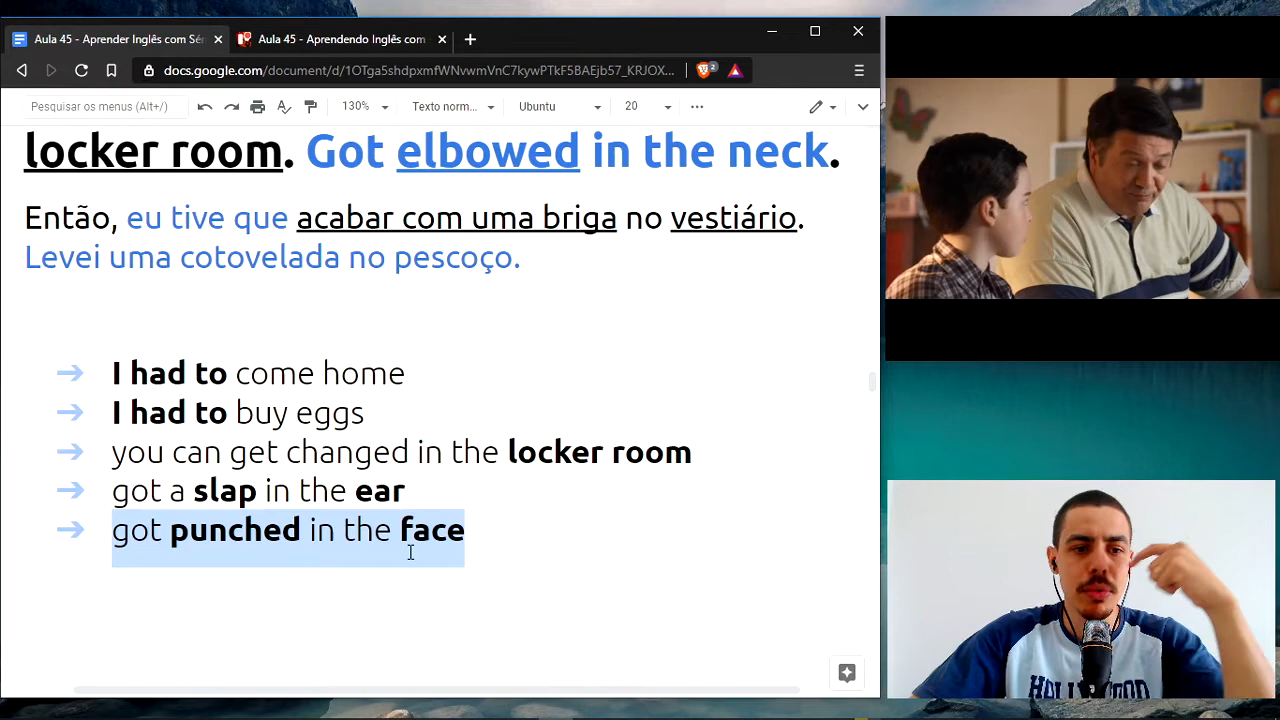 Aula 45 - Aprender Inglês com Séri
Aula 45 - Aprendendo Inglês com
docs.google.com/document/d/1OTga5shdpxmfWNvwmVnC7kywPTkF5BAEjb57_KRJOX...
2
Pesquisar os menus (Alt+/)
130%
Texto norm...
Ubuntu
20
locker room. Got elbowed in the neck.
Então, eu tive que acabar com uma briga no vestiário.
Levei uma cotovelada no pescoço.
➔ I had to come home
➔ I had to buy eggs
➔ you can get changed in the locker room
➔ got a slap in the ear
➔ got punched in the face